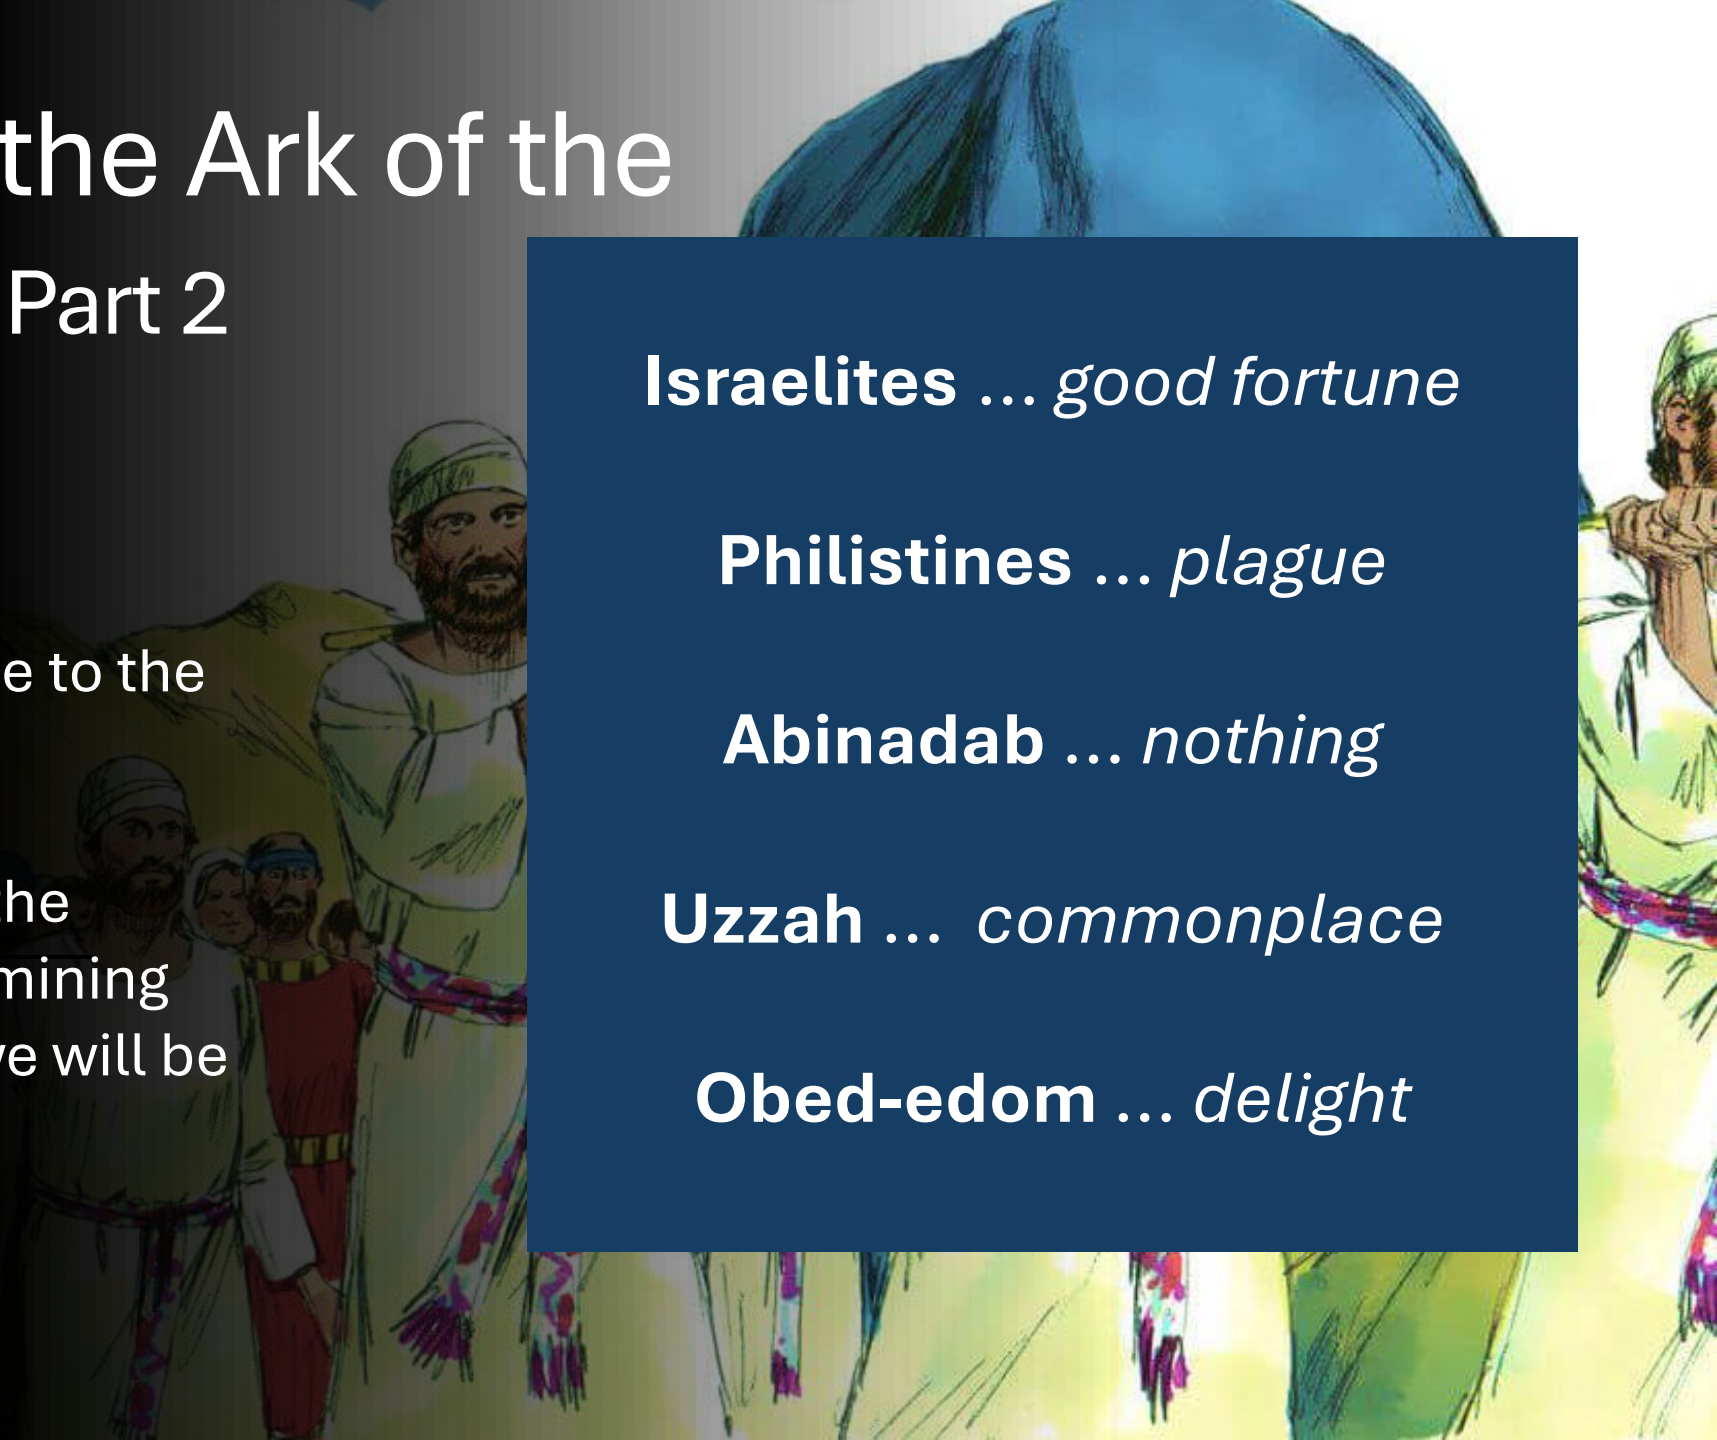 the Ark of the
Part 2
e to the
he
mining
ve will be
Israelites ... good fortune
Philistines ... plague
Abinadab ... nothing
Uzzah ... commonplace
Obed-edom ... delight